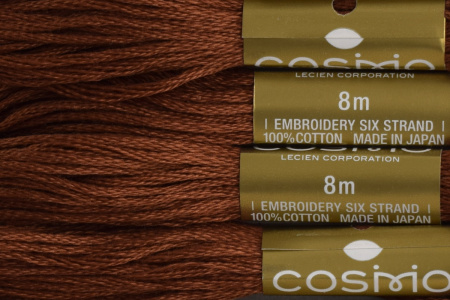 COSMO
LECIEN CORPORATION
8m
EMBROIDERY SIX STRAND
100%COTTON MADE IN JAPAN
COSMO
LECIEN CORPORATION
8m
EMBROIDERY SIX STRAND
100%COTTON MADE IN JAPAN
COSMO